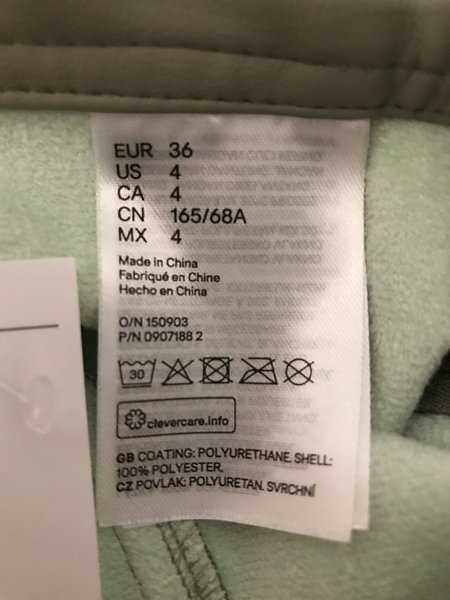 EUR 36
US 4
CA 4
CN 165/68A
MX 4
Made in China
Fabriqué en Chine
Hecho en China
O/N 150903
P/N 0907188 2
30
clevercare.info
GB COATING: POLYURETHANE. SHELL:
100% POLYESTER.
CZ POVLAK: POLYURETAN. SVRCHNÍ